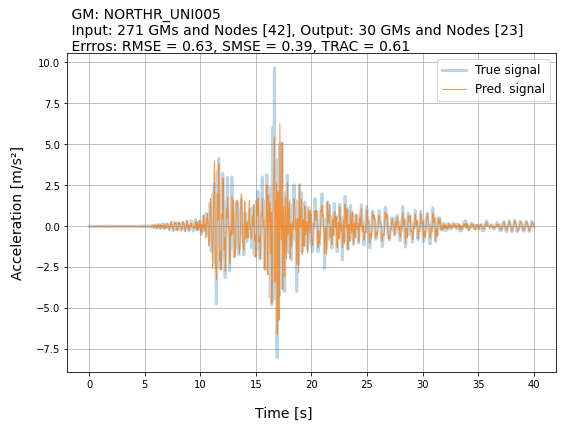 GM: NORTHR_UNI005
Input: 271 GMs and Nodes [42], Output: 30 GMs and Nodes [23]
Errros: RMSE = 0.63, SMSE = 0.39, TRAC = 0.61
True signal
Pred. signal
10.0
7.5
5.0
2.5
0.0
−2.5
−5.0
−7.5
Acceleration [m/s²]
0 5 10 15 20 25 30 35 40
Time [s]